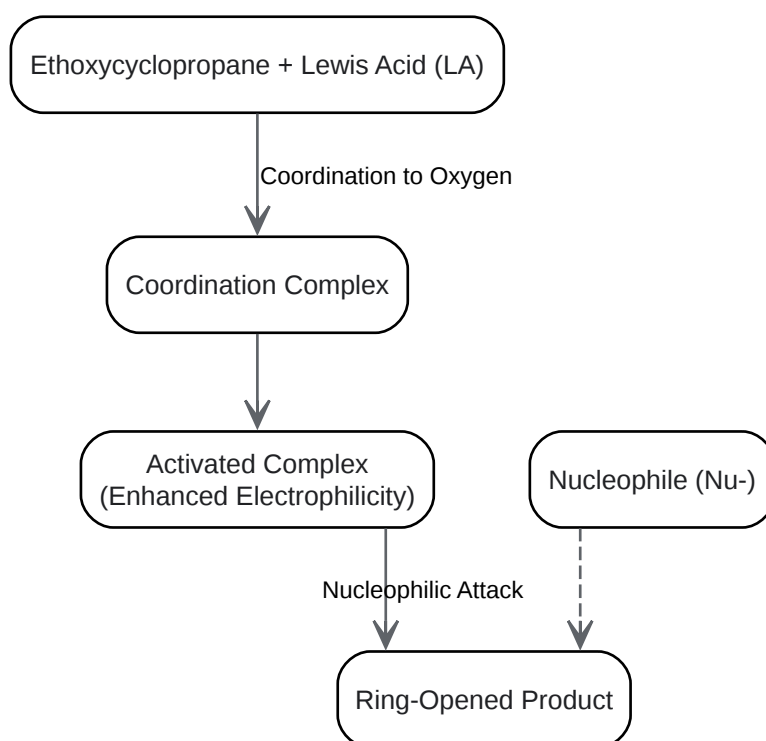 Ethoxycyclopropane + Lewis Acid (LA)
Coordination to Oxygen
Coordination Complex
Activated Complex
(Enhanced Electrophilicity)
Nucleophile (Nu-)
Nucleophilic Attack
Ring-Opened Product